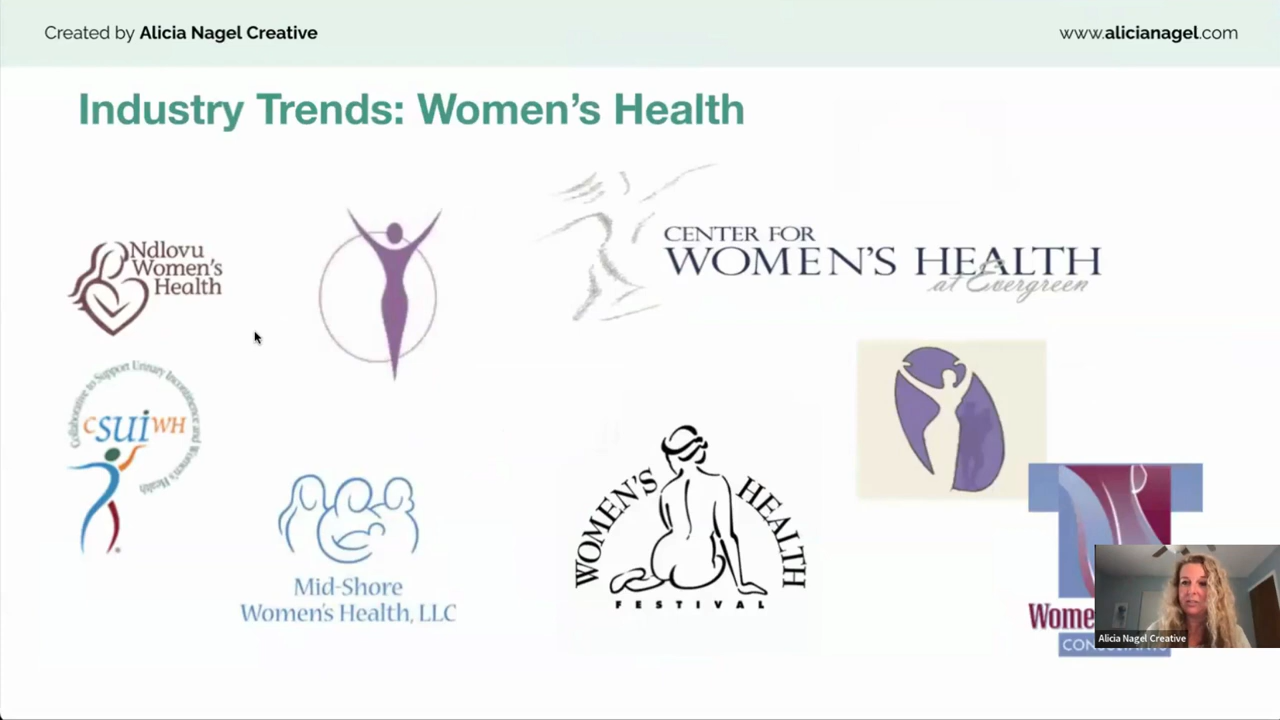 Created by Alicia Nagel Creative
www.alicianagel.com
Industry Trends: Women’s Health
Ndlovu
Women's
Health
CENTER FOR
WOMEN'S HEALTH
at Evergreen
Collaborative to Support Urinary Incontinence and Women's Health
csuiWH
Mid-Shore
Women's Health, LLC
WOMEN'S HEALTH
FESTIVAL
Alicia Nagel Creative